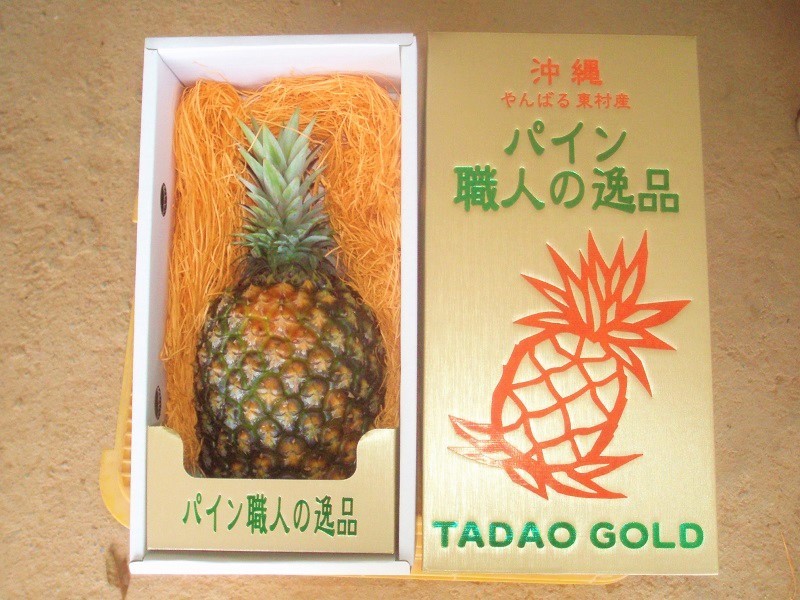 沖縄
やんばる東村産
パイン
職人の逸品
TADAO GOLD
パイン職人の逸品